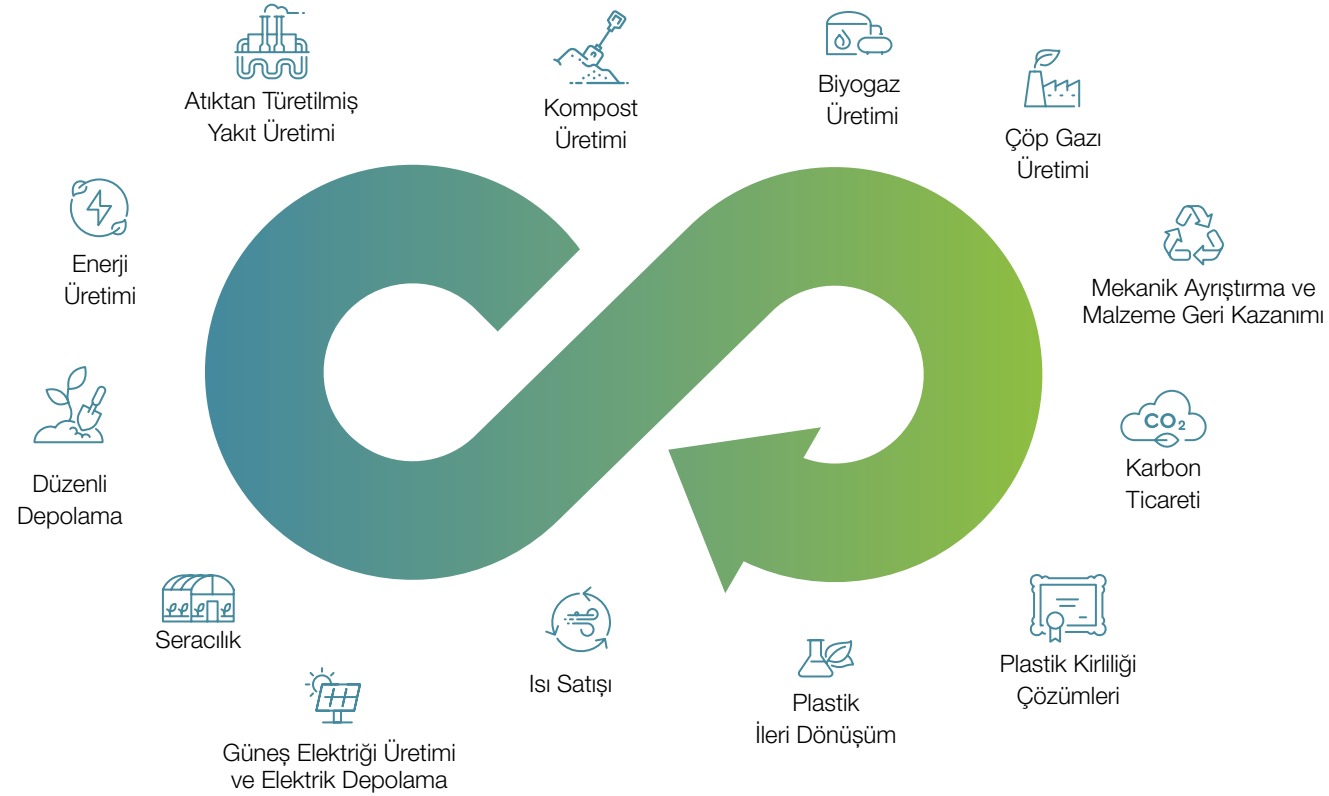 Atıktan Türetilmiş
Yakıt Üretimi
Kompost
Üretimi
Biyogaz
Üretimi
Çöp Gazı
Üretimi
Enerji
Üretimi
Mekanik Ayrıştırma ve
Malzeme Geri Kazanımı
Düzenli
Depolama
CO₂
Karbon
Ticareti
Seracılık
Isı Satışı
Plastik Kirliliği
Çözümleri
Plastik
İleri Dönüşüm
Güneş Elektriği Üretimi
ve Elektrik Depolama